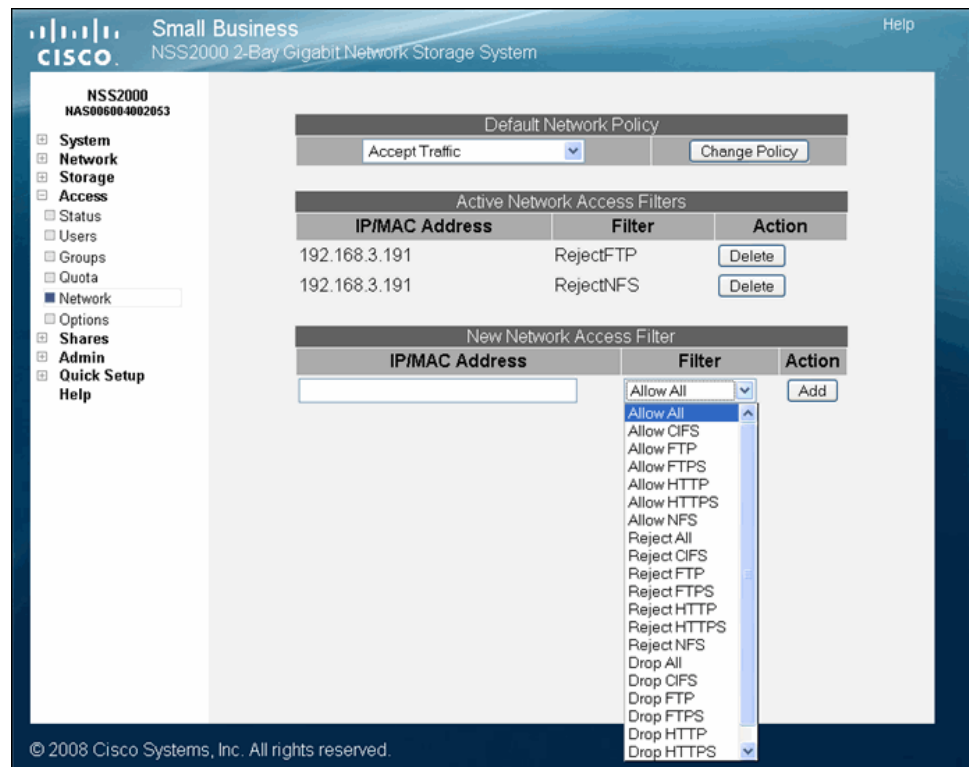 Small Business
Help
CISCO
NSS2000 2-Bay Gigabit Network Storage System
NSS2000
NAS006004002053
System
Network
Storage
Access
Status
Users
Groups
Quota
Network
Options
Shares
Admin
Quick Setup
Help
Default Network Policy
Accept Traffic Change Policy
Active Network Access Filters
IP/MAC Address Filter Action
192.168.3.191 RejectFTP Delete
192.168.3.191 RejectNFS Delete
New Network Access Filter
IP/MAC Address Filter Action
Allow All Add
Allow All
Allow CIFS
Allow FTP
Allow FTPS
Allow HTTP
Allow HTTPS
Allow NFS
Reject All
Reject CIFS
Reject FTP
Reject FTPS
Reject HTTP
Reject HTTPS
Reject NFS
Drop All
Drop CIFS
Drop FTP
Drop FTPS
Drop HTTP
Drop HTTPS
© 2008 Cisco Systems, Inc. All rights reserved.